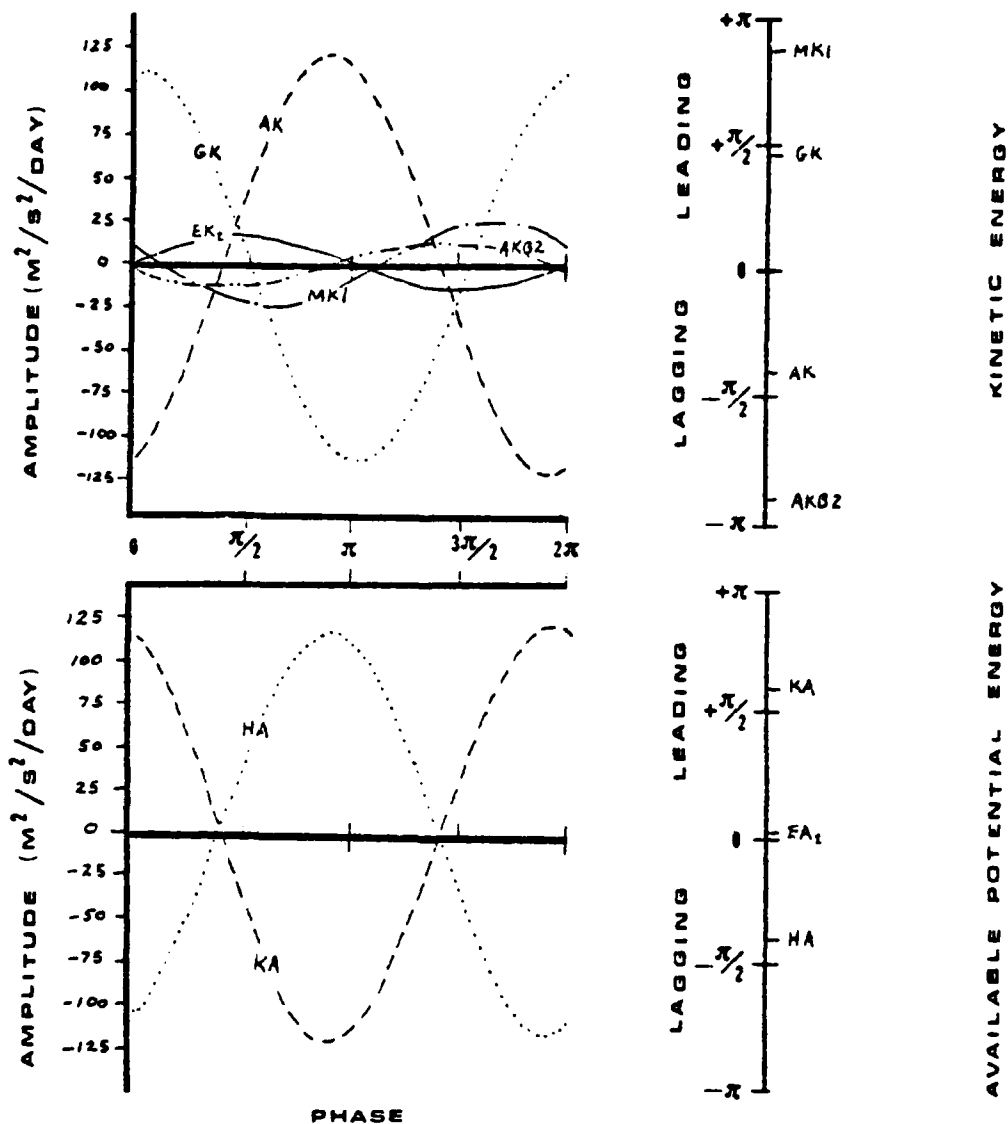 AMPLITUDE (M²/S²/DAY)
125
100
75
50
25
0
-25
-50
-75
-100
-125
GK
AK
EK₂
MK1
AKB2
0
π/2
π
3π/2
2π
LEADING
LAGGING
+π
+π/2
0
-π/2
-π
MK1
GK
AK
AKB2
KINETIC ENERGY
AMPLITUDE (M²/S²/DAY)
125
100
75
50
25
0
-25
-50
-75
-100
-125
HA
KA
PHASE
LEADING
LAGGING
+π
+π/2
0
-π/2
-π
KA
EA₂
HA
AVAILABLE POTENTIAL ENERGY